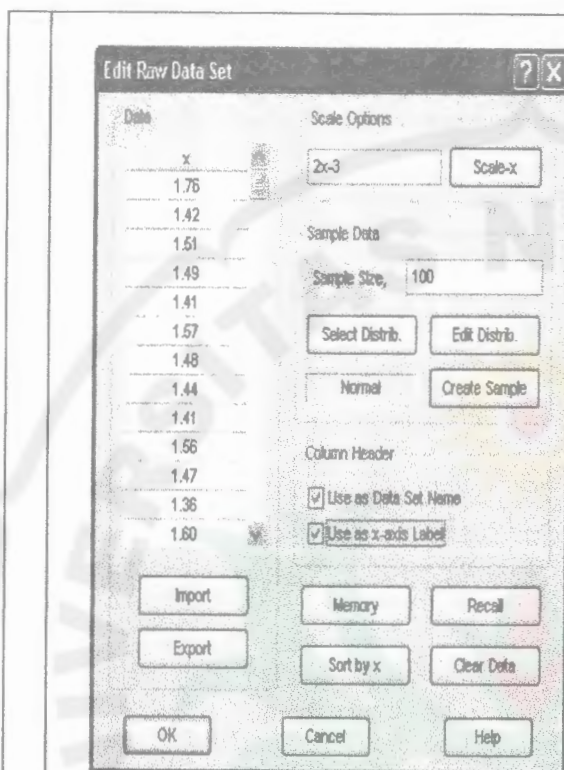 Edit Raw Data Set
Data
x
1.76
1.42
1.51
1.49
1.41
1.57
1.48
1.44
1.41
1.56
1.47
1.36
1.60
Import
Export
Scale Options
2x-3
Scale-x
Sample Data
Sample Size, 100
Select Distrib. Edit Distrib.
Normal Create Sample
Column Header
Use as Data Set Name
Use as x-axis Label
Memory Recall
Sort by x Clear Data
OK Cancel Help